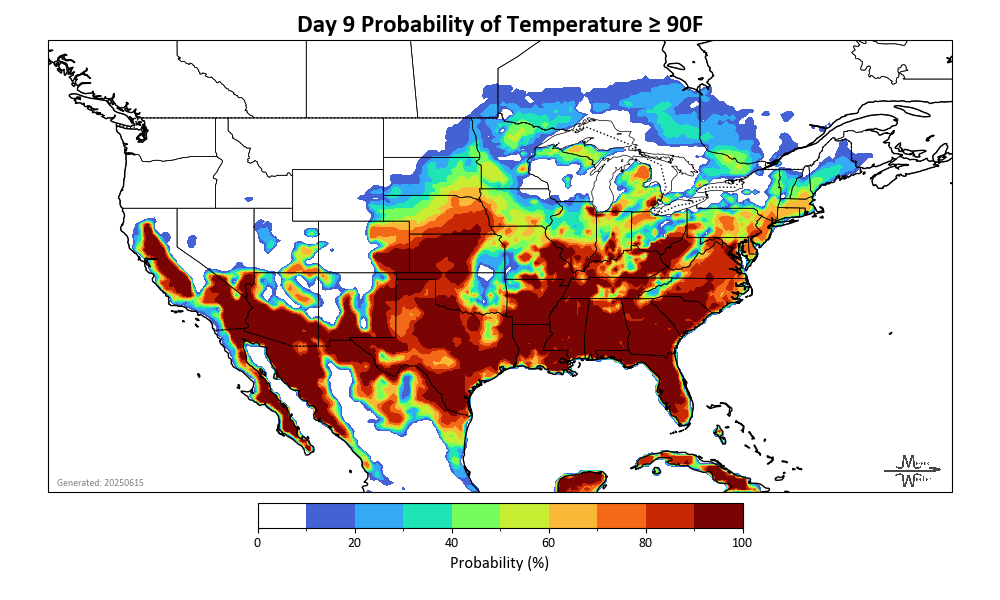 Day 9 Probability of Temperature ≥ 90F
Generated: 20250615
0 20 40 60 80 100
Probability (%)